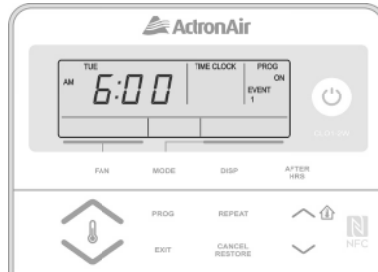 ActronAir
TUE TIME CLOCK PROG
AM 6:00 ON
EVENT
1
FAN MODE DISP AFTER
HRS
PROG REPEAT
EXIT CANCEL
RESTORE
NFC